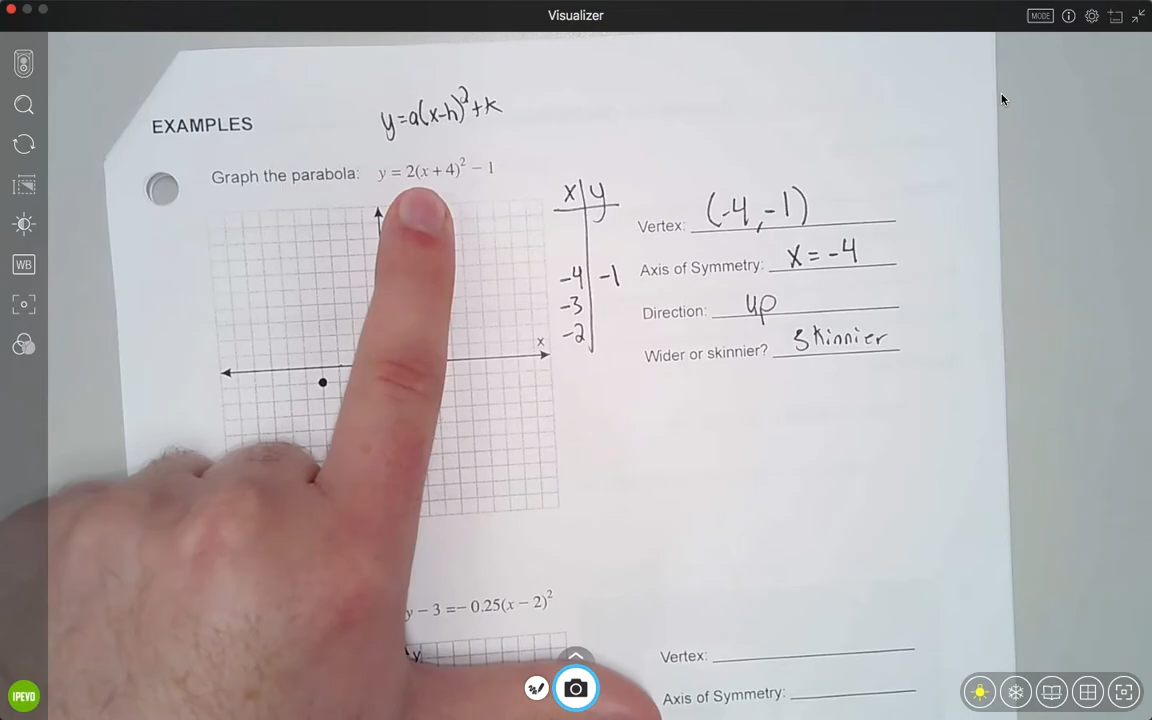 Visualizer
MODE
EXAMPLES
y=a(x-h)²+k
Graph the parabola: y = 2(x + 4)² − 1
x y
-4 -1
-3
-2
x
Vertex: (-4,-1)
Axis of Symmetry: x = -4
Direction: up
Wider or skinnier? skinnier
y − 3 =− 0.25(x − 2)²
y
Vertex:
Axis of Symmetry:
WB
IPEVO